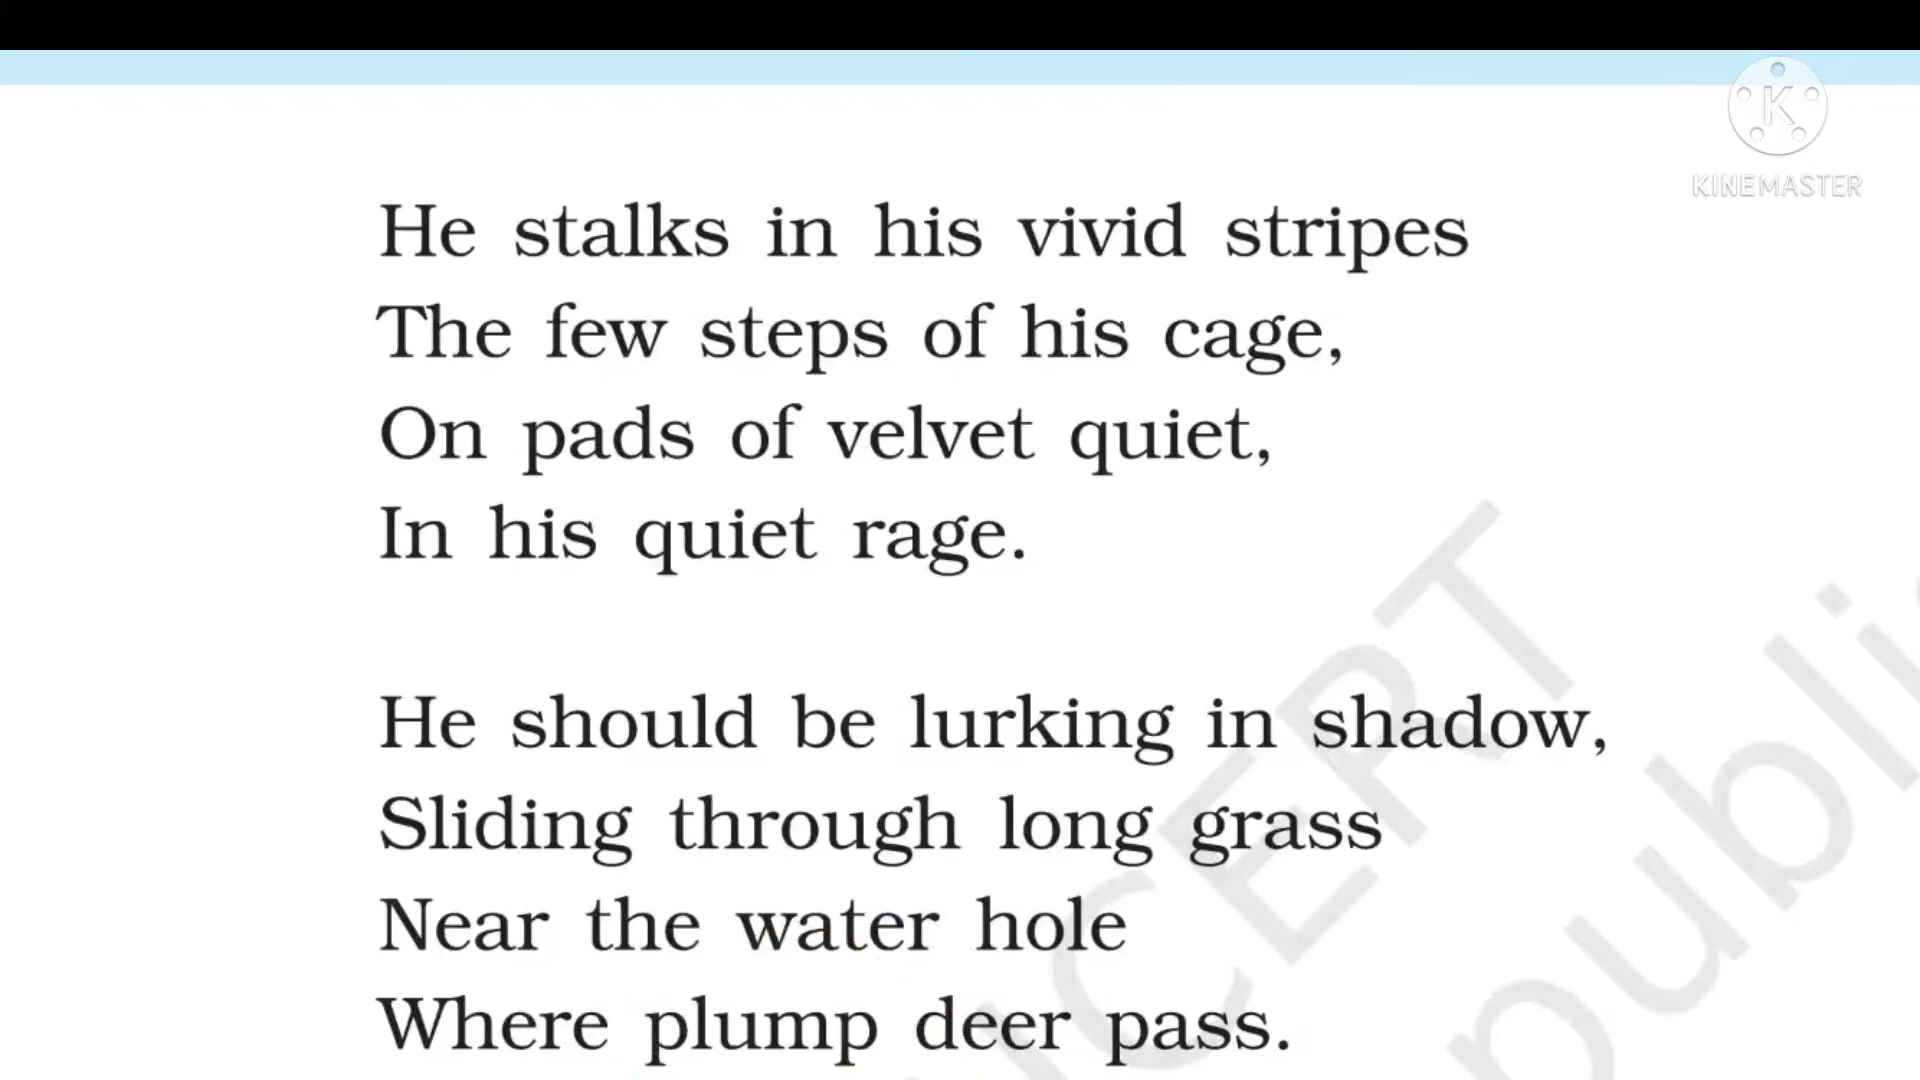 KINEMASTER
He stalks in his vivid stripes
The few steps of his cage,
On pads of velvet quiet,
In his quiet rage.
He should be lurking in shadow,
Sliding through long grass
Near the water hole
Where plump deer pass.